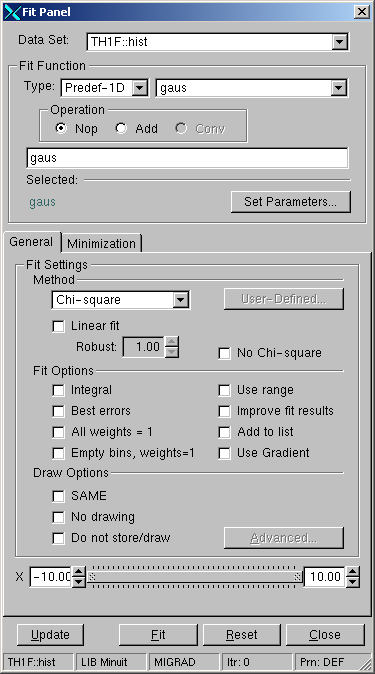 Fit Panel
Data Set: TH1F::hist
Fit Function
Type: Predef-1D gaus
Operation
Nop Add Conv
gaus
Selected:
gaus Set Parameters...
General Minimization
Fit Settings
Method
Chi-square User-Defined...
Linear fit
Robust: 1.00 No Chi-square
Fit Options
Integral Use range
Best errors Improve fit results
All weights = 1 Add to list
Empty bins, weights=1 Use Gradient
Draw Options
SAME
No drawing
Do not store/draw Advanced...
X -10.00 10.00
Update Fit Reset Close
TH1F::hist LIB Minuit MIGRAD Itr: 0 Prn: DEF